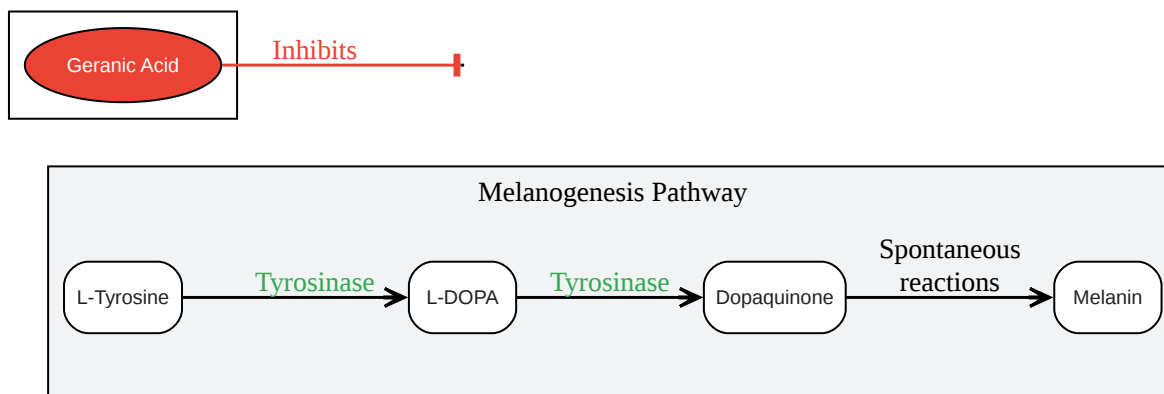 Geranic Acid
Inhibits
Melanogenesis Pathway
L-Tyrosine
Tyrosinase
L-DOPA
Tyrosinase
Dopaquinone
Spontaneous
reactions
Melanin